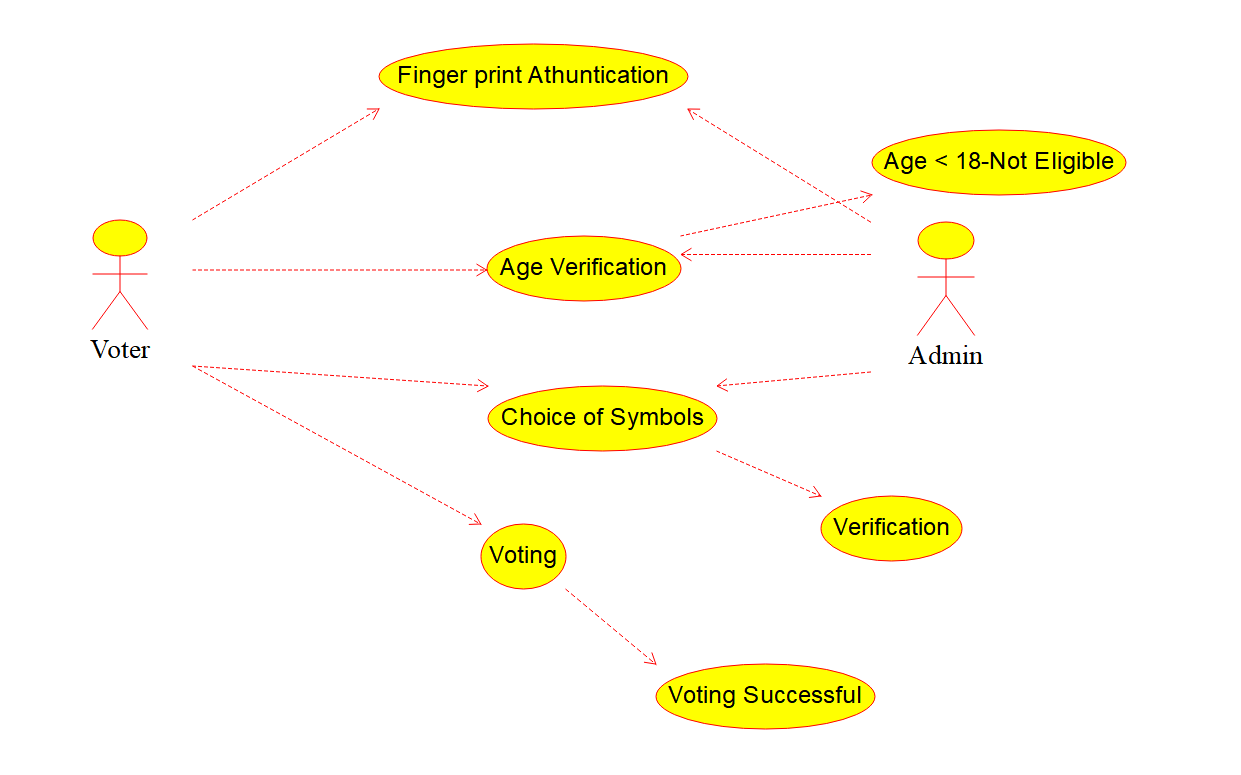 Finger print Athuntication
Age < 18-Not Eligible
Age Verification
Voter
Admin
Choice of Symbols
Verification
Voting
Voting Successful